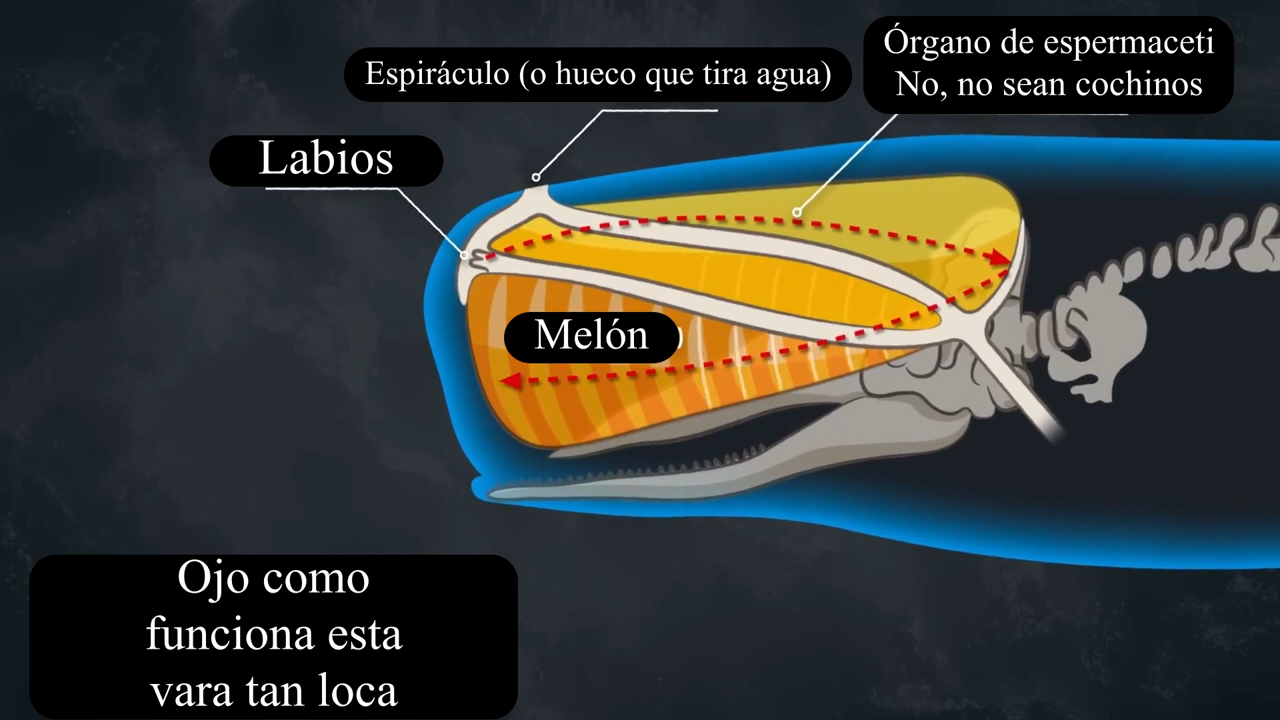 Órgano de espermaceti
No, no sean cochinos
Espiráculo (o hueco que tira agua)
Labios
Melón
Ojo como
funciona esta
vara tan loca